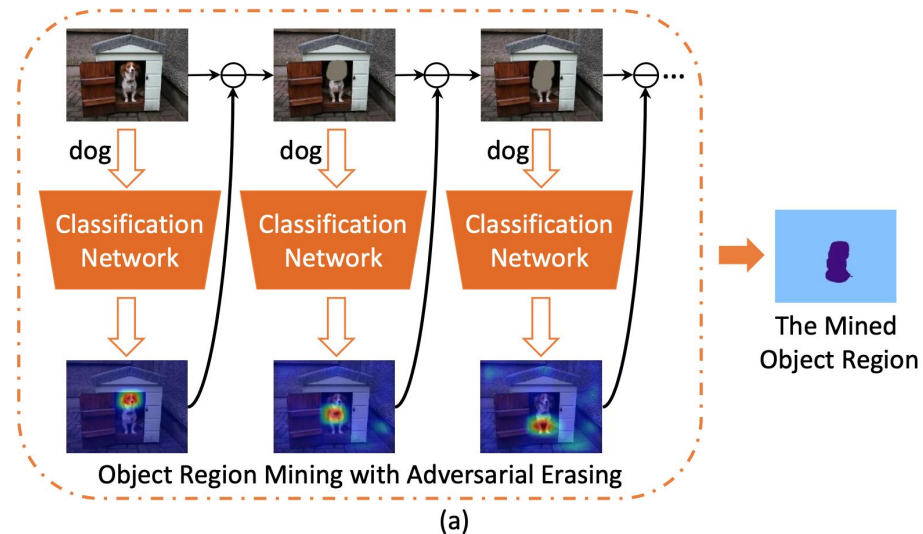 dog
dog
dog
Classification
Network
Classification
Network
Classification
Network
The Mined
Object Region
Object Region Mining with Adversarial Erasing
(a)